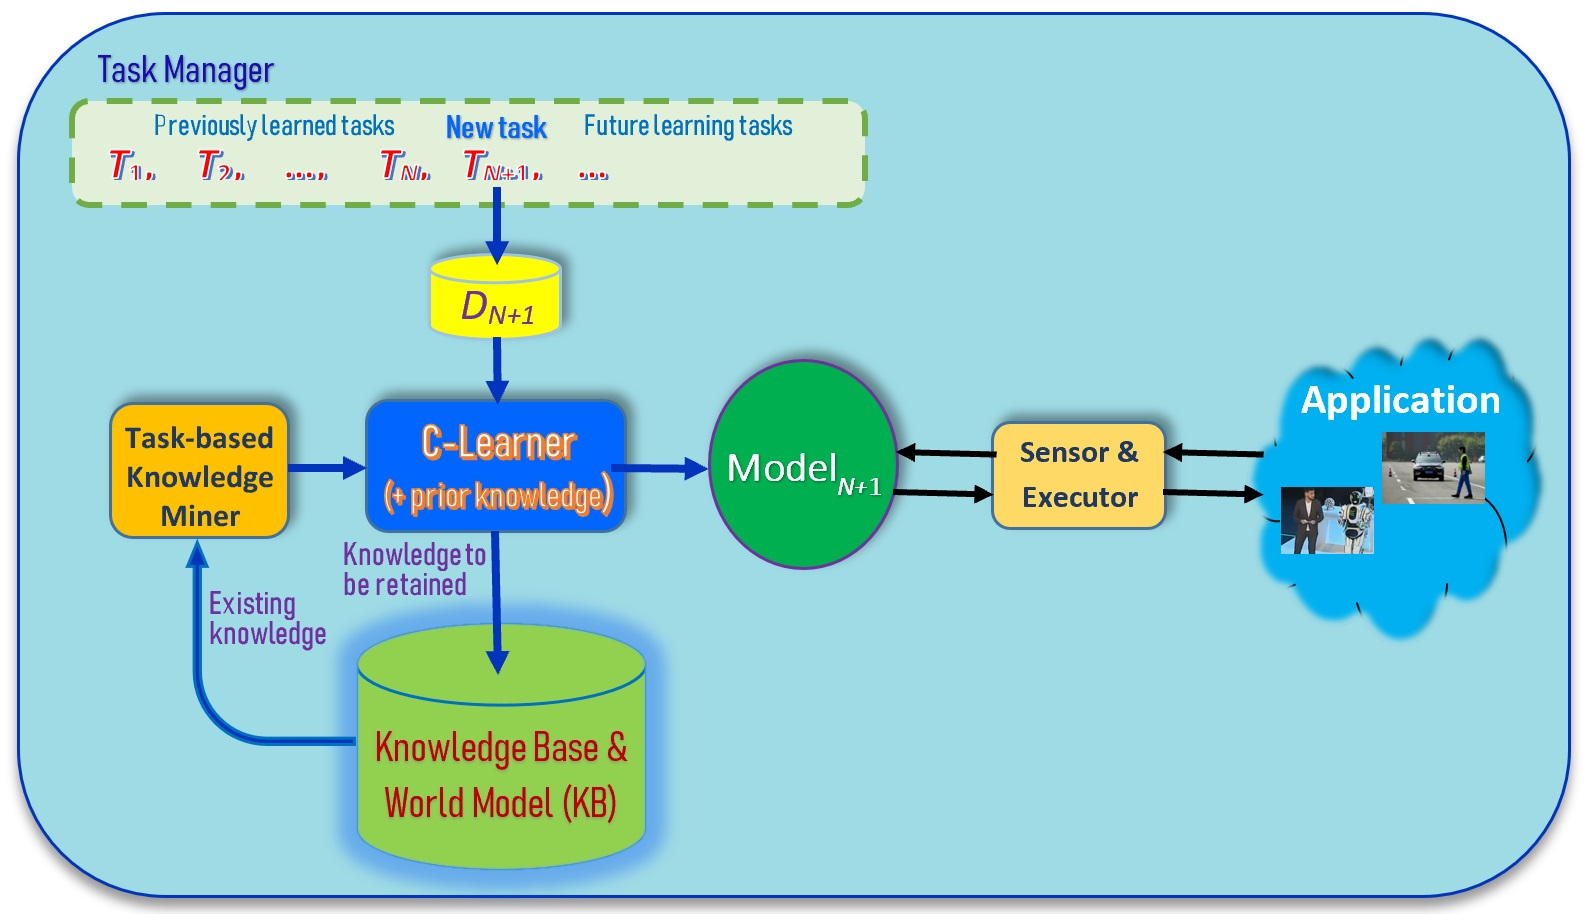 Task Manager
Previously learned tasks New task Future learning tasks
T1, T2, ..., TN, TN+1, ...
DN+1
Task-based
Knowledge
Miner
C-Learner
(+ prior knowledge)
ModelN+1
Sensor &
Executor
Application
Knowledge to
be retained
Existing
knowledge
Knowledge Base &
World Model (KB)